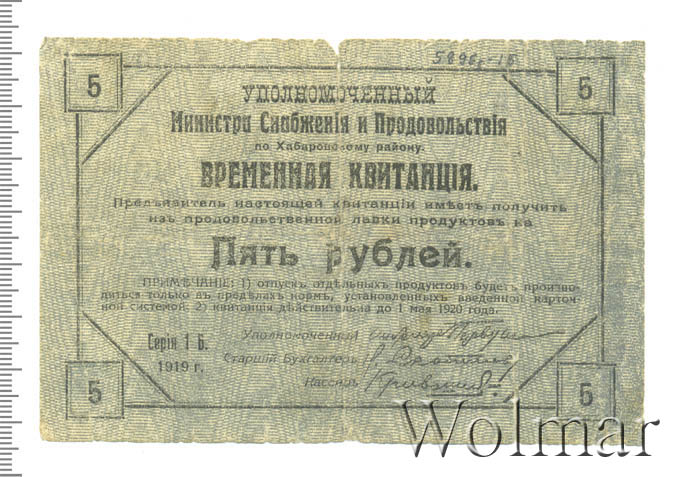 5 5
УПОЛНОМОЧЕННЫЙ
Министра Снабженія и Продовольствія
по Хабаровскому району.
ВРЕМЕННАЯ КВИТАНЦІЯ.
Предъявитель настоящей квитанціи имѣетъ получить
изъ продовольственной лавки продуктовъ на
Пять рублей.
ПРИМѢЧАНІЕ: 1) отпускъ отдѣльныхъ продуктовъ будетъ произво-
диться только въ предѣлахъ нормъ, установленныхъ введенной карточ-
ной системой; 2) квитанція дѣйствительна до 1 мая 1920 года.
Уполномоченный
Серія 1 Б.
Старшій Бухгалтеръ
1919 г.
Кассиръ
5 5
Wolmar